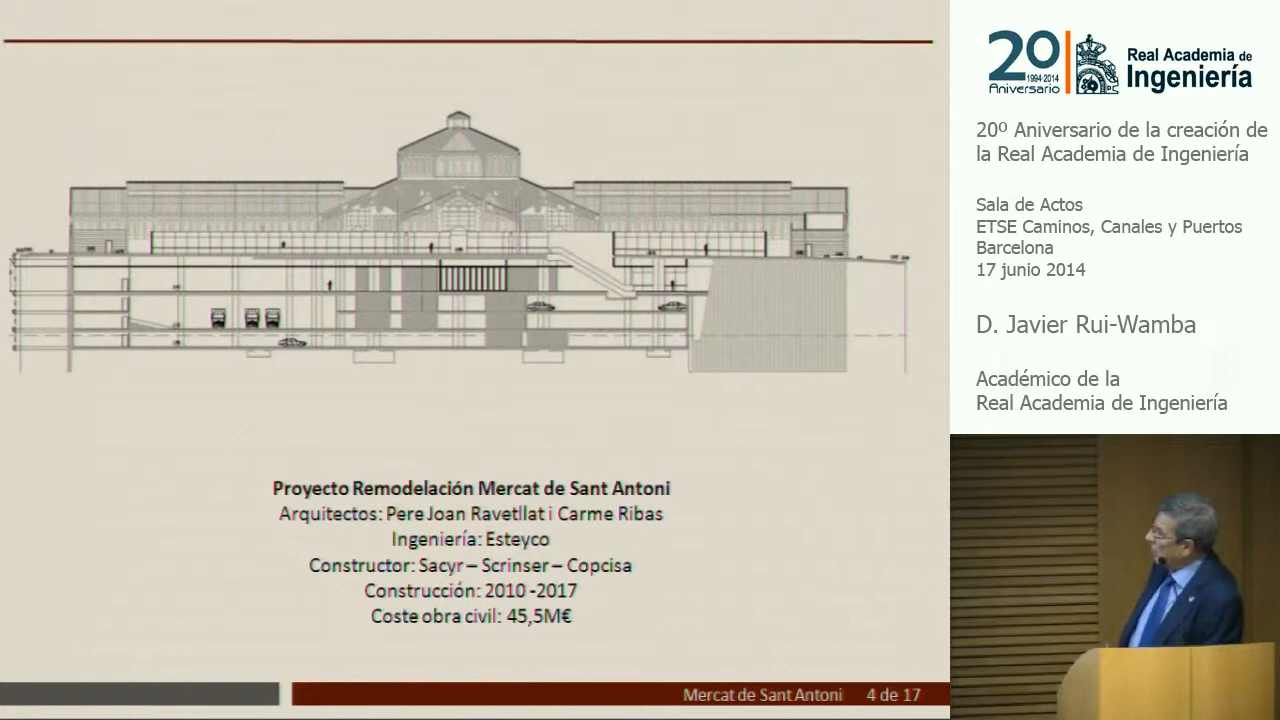 Proyecto Remodelación Mercat de Sant Antoni
Arquitectos: Pere Joan Ravetllat i Carme Ribas
Ingeniería: Esteyco
Constructor: Sacyr – Scrinser – Copcisa
Construcción: 2010 -2017
Coste obra civil: 45,5M€
Mercat de Sant Antoni 4 de 17
20
1994-2014
Aniversario
Real Academia de
Ingeniería
20º Aniversario de la creación de
la Real Academia de Ingeniería
Sala de Actos
ETSE Caminos, Canales y Puertos
Barcelona
17 junio 2014
D. Javier Rui-Wamba
Académico de la
Real Academia de Ingeniería